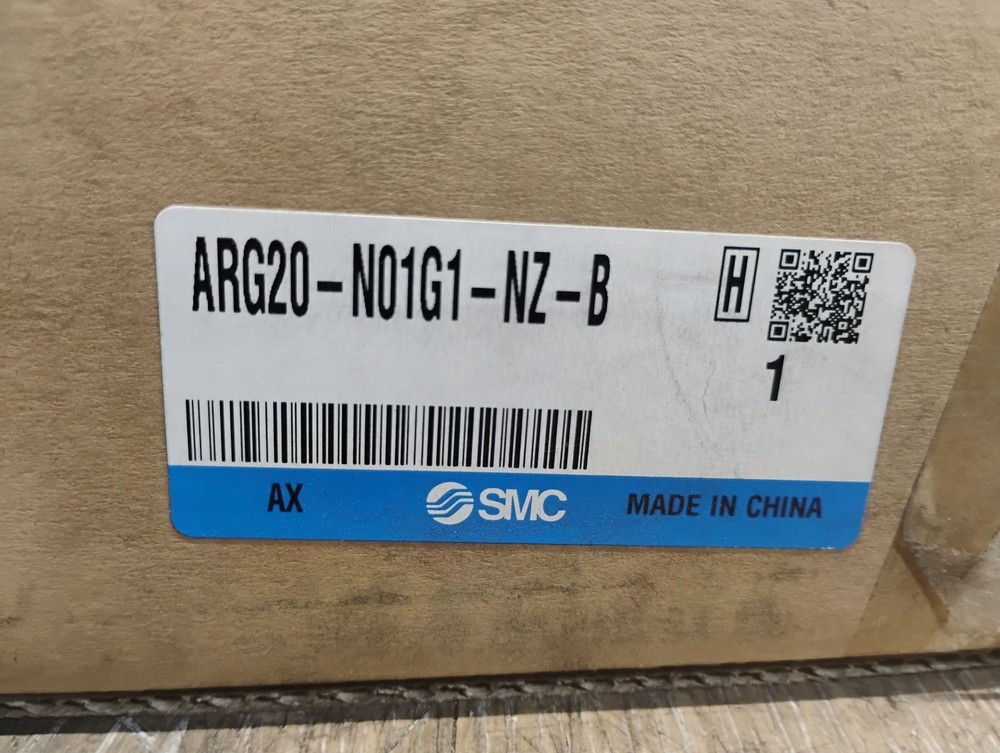 ARG20-N01G1-NZ-B
H
1
AX
SMC
MADE IN CHINA